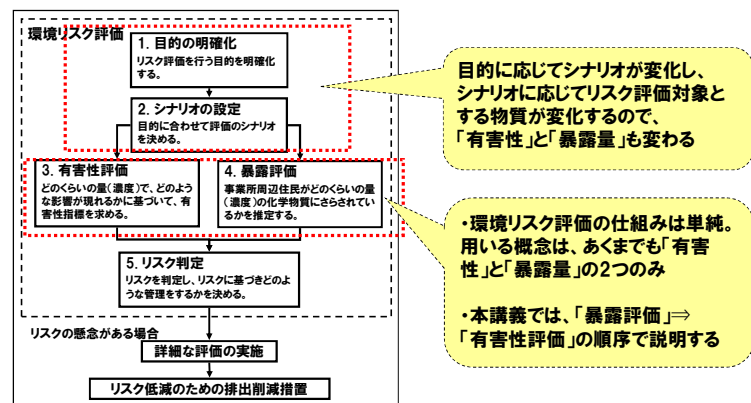 環境リスク評価
1. 目的の明確化
リスク評価を行う目的を明確化
する。
2. シナリオの設定
目的に合わせて評価のシナリオ
を決める。
3. 有害性評価
どのくらいの量(濃度)で、どのよう
な影響が現れるかに基づいて、有
害性指標を求める。
4. 暴露評価
事業所周辺住民がどのくらいの量
(濃度)の化学物質にさらされてい
るかを推定する。
5. リスク判定
リスクを判定し、リスクに基づきどのよ
うな管理をするかを決める。
リスクの懸念がある場合
詳細な評価の実施
リスク低減のための排出削減措置
目的に応じてシナリオが変化し、
シナリオに応じてリスク評価対象と
する物質が変化するので、
「有害性」と「暴露量」も変わる
・環境リスク評価の仕組みは単純。
用いる概念は、あくまでも「有害
性」と「暴露量」の2つのみ
・本講義では、「暴露評価」⇒
「有害性評価」の順序で説明する